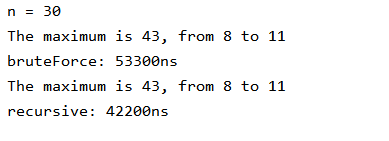 n = 30
The maximum is 43, from 8 to 11
bruteForce: 53300ns
The maximum is 43, from 8 to 11
recursive: 42200ns